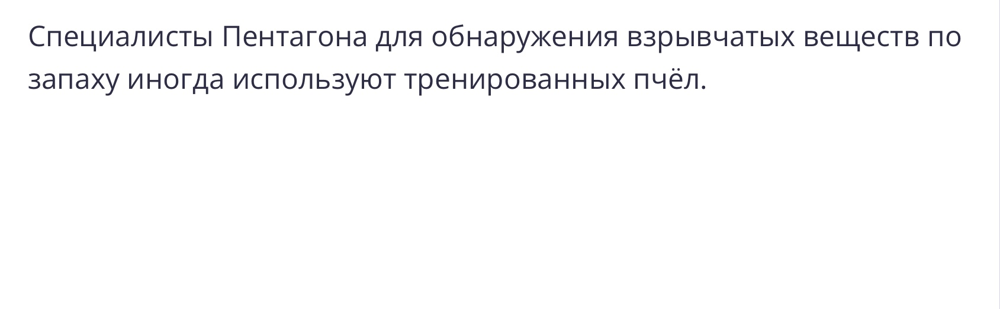 Специалисты Пентагона для обнаружения взрывчатых веществ по
запаху иногда используют тренированных пчёл.